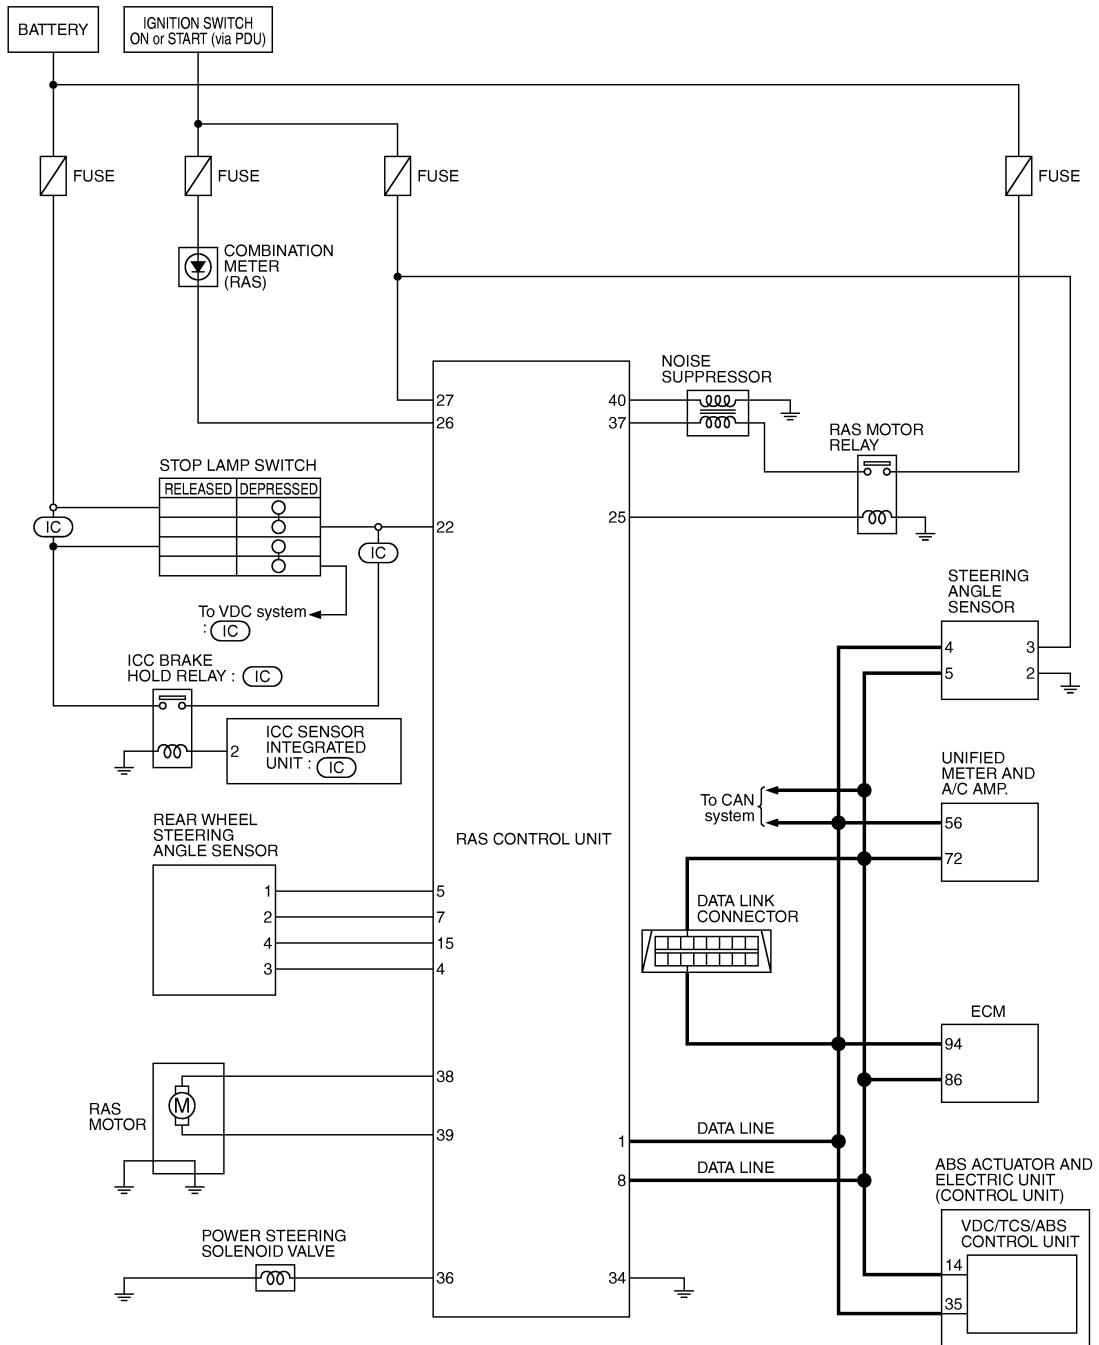 BATTERY
IGNITION SWITCH
ON or START (via PDU)
FUSE
FUSE
FUSE
FUSE
COMBINATION
METER
(RAS)
NOISE
SUPPRESSOR
27
26
40
37
RAS MOTOR
RELAY
STOP LAMP SWITCH
RELEASED
DEPRESSED
IC
22
IC
25
To VDC system
: IC
STEERING
ANGLE
SENSOR
4
5
3
2
ICC BRAKE
HOLD RELAY : IC
2
ICC SENSOR
INTEGRATED
UNIT : IC
UNIFIED
METER AND
A/C AMP.
To CAN
system
56
72
REAR WHEEL
STEERING
ANGLE SENSOR
RAS CONTROL UNIT
1
2
4
3
5
7
15
4
DATA LINK
CONNECTOR
ECM
94
86
RAS
MOTOR
M
38
39
1
DATA LINE
8
DATA LINE
ABS ACTUATOR AND
ELECTRIC UNIT
(CONTROL UNIT)
VDC/TCS/ABS
CONTROL UNIT
14
35
POWER STEERING
SOLENOID VALVE
36
34